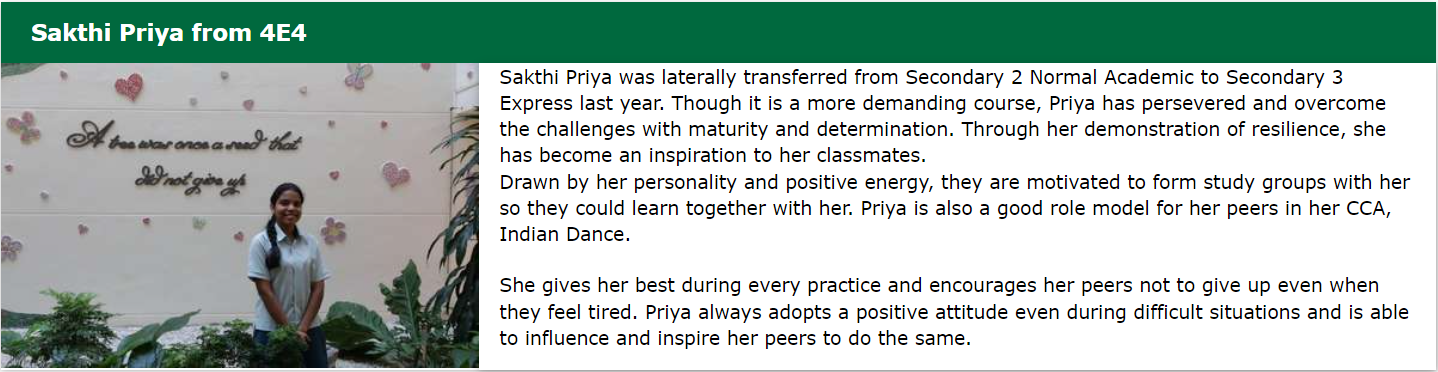 Sakthi Priya from 4E4
A tree was once a seed that
did not give up
Sakthi Priya was laterally transferred from Secondary 2 Normal Academic to Secondary 3
Express last year. Though it is a more demanding course, Priya has persevered and overcome
the challenges with maturity and determination. Through her demonstration of resilience, she
has become an inspiration to her classmates.
Drawn by her personality and positive energy, they are motivated to form study groups with her
so they could learn together with her. Priya is also a good role model for her peers in her CCA,
Indian Dance.
She gives her best during every practice and encourages her peers not to give up even when
they feel tired. Priya always adopts a positive attitude even during difficult situations and is able
to influence and inspire her peers to do the same.